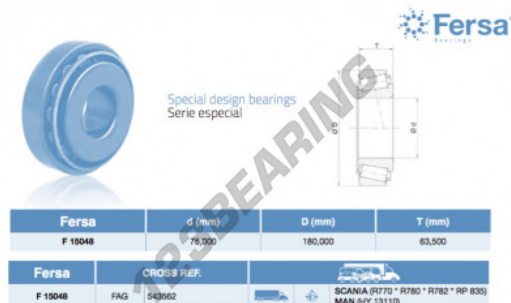 Fersa
Bearings
Special design bearings
Serie especial
T
Ø D
Ø d
123BEARING
Fersa d (mm) D (mm) T (mm)
F 15048 76,000 180,000 63,500
Fersa CROSS REF.
F 15048 FAG 543562 SCANIA (R770 * R780 * R782 * RP 835)
MAN (HY 13110)